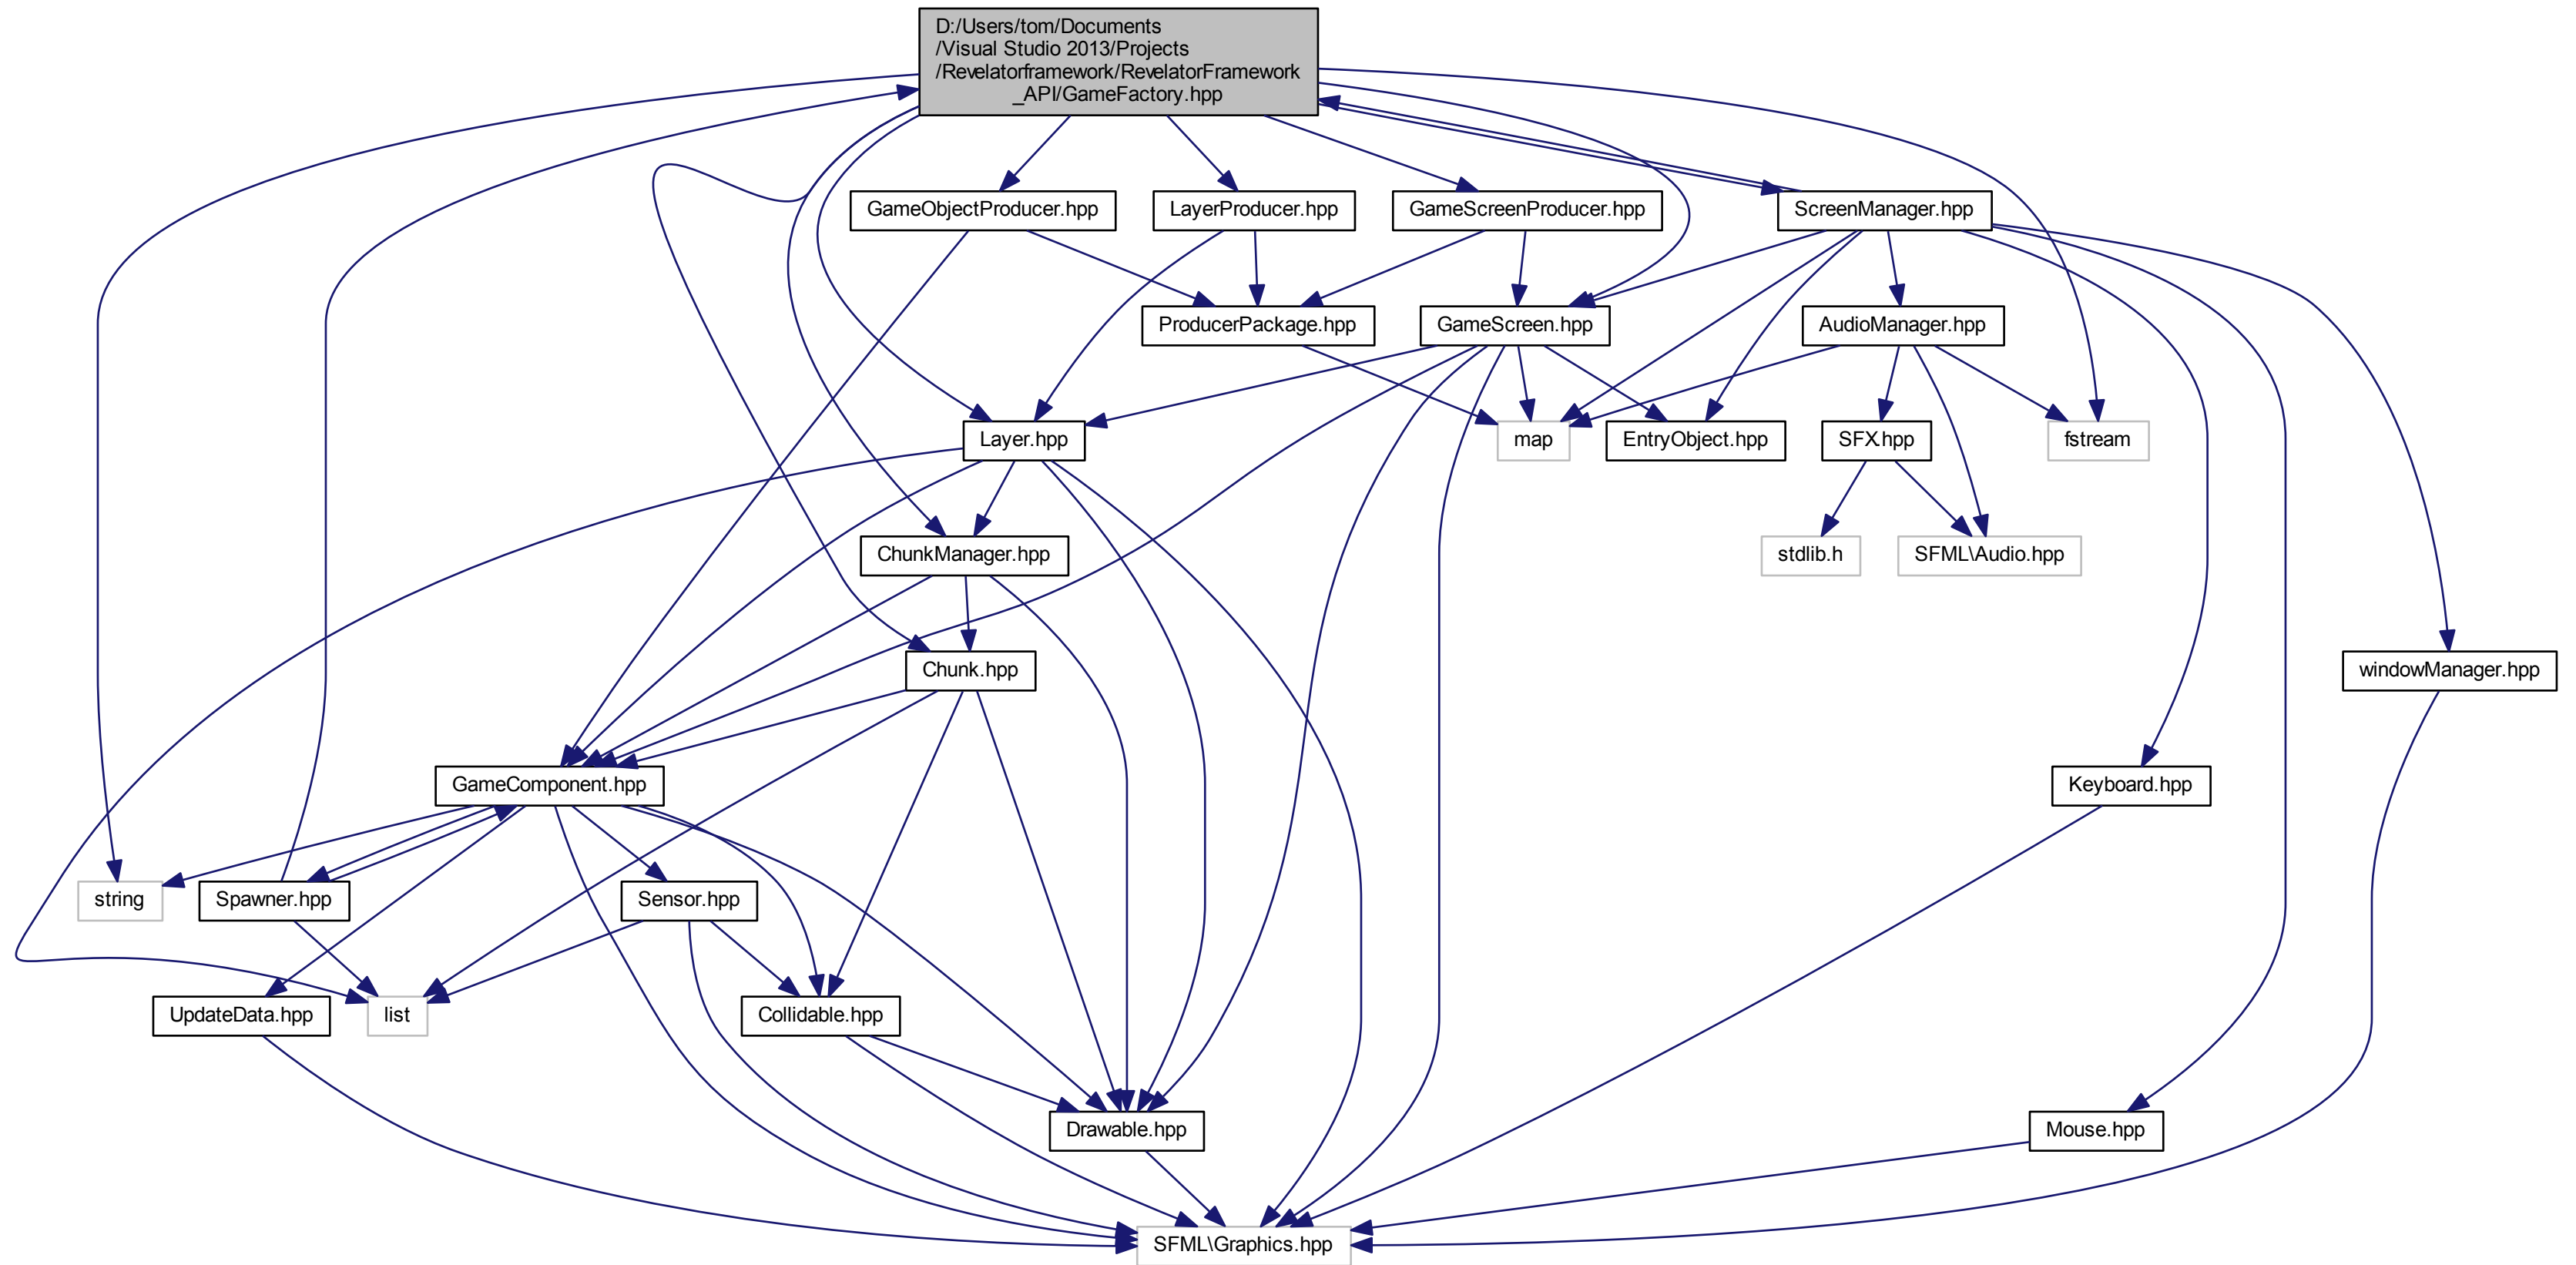 D:/Users/tom/Documents
/Visual Studio 2013/Projects
/Revelatorframework/RevelatorFramework
_API/GameFactory.hpp
GameObjectProducer.hpp
LayerProducer.hpp
GameScreenProducer.hpp
ScreenManager.hpp
ProducerPackage.hpp
GameScreen.hpp
AudioManager.hpp
Layer.hpp
map
EntryObject.hpp
SFX.hpp
fstream
ChunkManager.hpp
stdlib.h
SFML\Audio.hpp
Chunk.hpp
windowManager.hpp
GameComponent.hpp
Keyboard.hpp
string
Spawner.hpp
Sensor.hpp
UpdateData.hpp
list
Collidable.hpp
Drawable.hpp
Mouse.hpp
SFML\Graphics.hpp